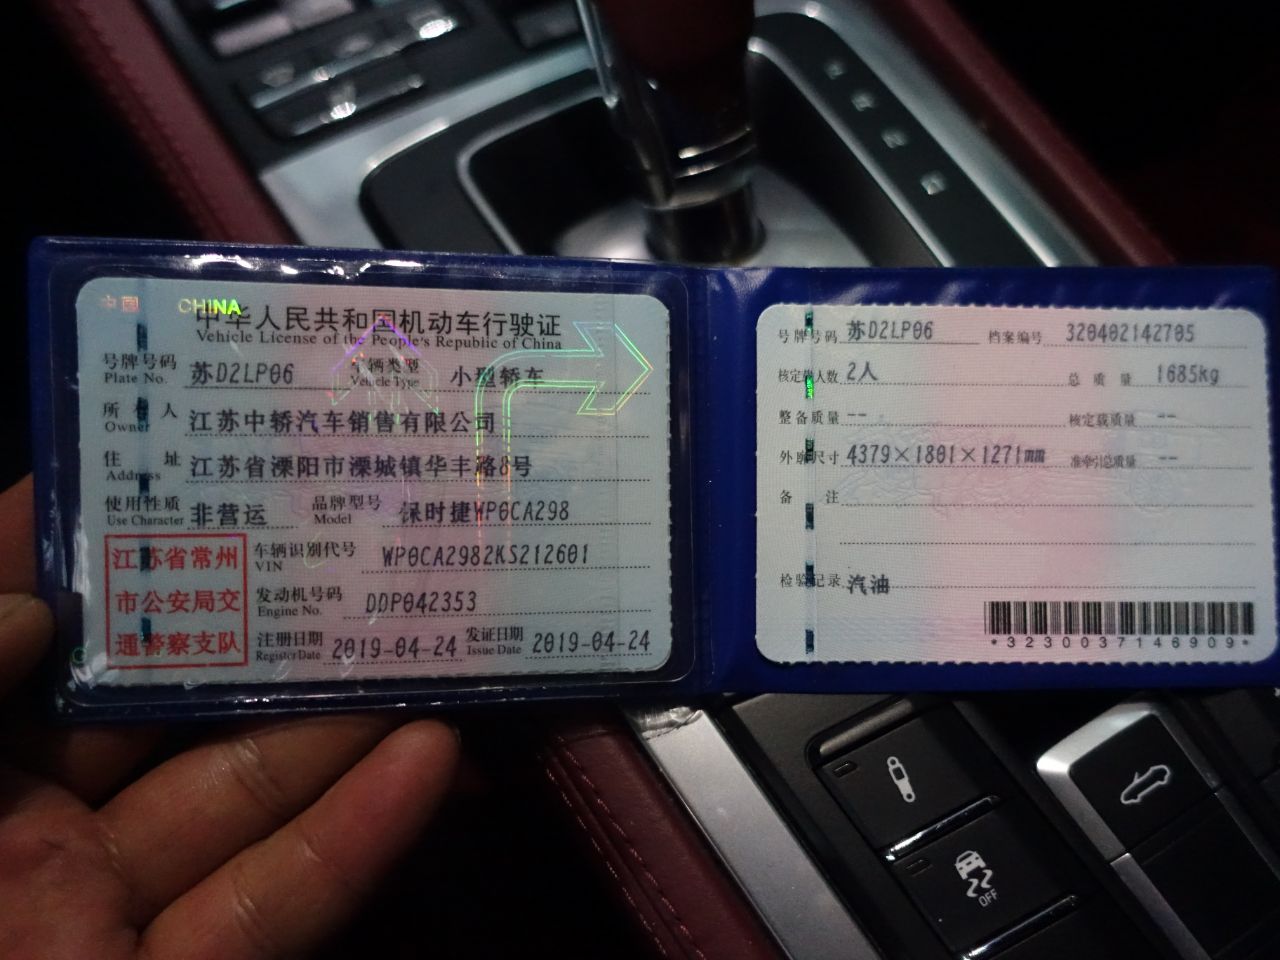 中国 CHINA
中华人民共和国机动车行驶证
Vehicle License of the People's Republic of China
号牌号码 苏D2LP06 车辆类型 小型轿车
Plate No. Vehicle Type
所有人 江苏中轿汽车销售有限公司
Owner
住址 江苏省溧阳市溧城镇华丰路8号
Address
使用性质 非营运 品牌型号 保时捷WP0CA298
Use Character Model
江苏省常州
市公安局交
通警察支队
车辆识别代号 WP0CA2982KS212601
VIN
发动机号码 DDP042353
Engine No.
注册日期 2019-04-24 发证日期 2019-04-24
Register Date Issue Date
号牌号码 苏D2LP06 档案编号 320402142705
核定载人数 2人 总质量 1685kg
整备质量 -- 核定载质量 --
外廓尺寸 4379×1801×1271mm 准牵引总质量 --
备注
检验记录 汽油
*3230037146909*
OFF